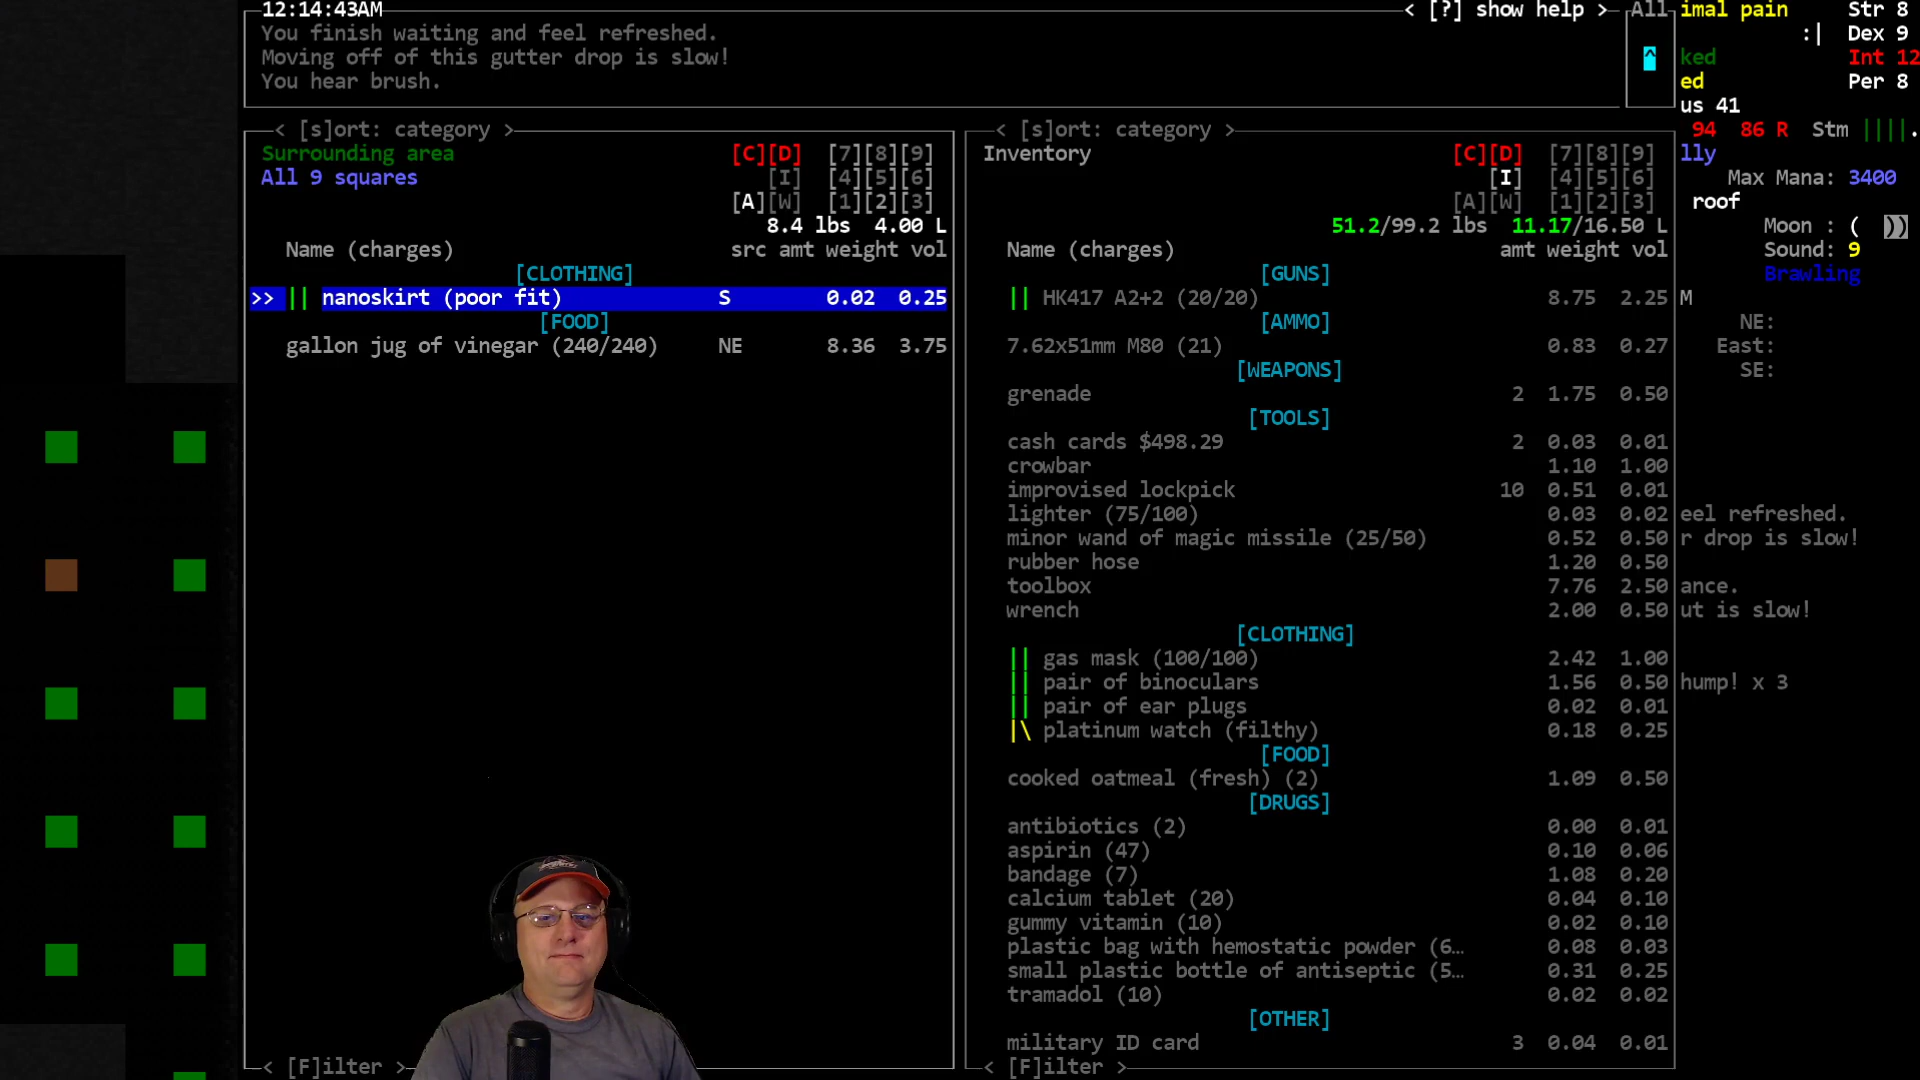 12:14:43AM
< [?] show help >
All
You finish waiting and feel refreshed.
Moving off of this gutter drop is slow!
You hear brush.
^
imal pain
Str 8
:|
Dex 9
ked
Int 12
ed
Per 8
us 41
94 86 R Stm ||||.
lly
Max Mana: 3400
roof
Moon : ( ))
Sound: 9
Brawling
M
NE:
East:
SE:
eel refreshed.
r drop is slow!
ance.
ut is slow!
hump! x 3
< [s]ort: category >
Surrounding area
All 9 squares
[C][D] [7][8][9]
[I] [4][5][6]
[A][W] [1][2][3]
8.4 lbs 4.00 L
Name (charges) src amt weight vol
[CLOTHING]
>> || nanoskirt (poor fit) S 0.02 0.25
[FOOD]
gallon jug of vinegar (240/240) NE 8.36 3.75
< [F]ilter >
< [s]ort: category >
Inventory
[C][D] [7][8][9]
[I] [4][5][6]
[A][W] [1][2][3]
51.2/99.2 lbs 11.17/16.50 L
Name (charges) amt weight vol
[GUNS]
|| HK417 A2+2 (20/20) 8.75 2.25
[AMMO]
7.62x51mm M80 (21) 0.83 0.27
[WEAPONS]
grenade 2 1.75 0.50
[TOOLS]
cash cards $498.29 2 0.03 0.01
crowbar 1.10 1.00
improvised lockpick 10 0.51 0.01
lighter (75/100) 0.03 0.02
minor wand of magic missile (25/50) 0.52 0.50
rubber hose 1.20 0.50
toolbox 7.76 2.50
wrench 2.00 0.50
[CLOTHING]
|| gas mask (100/100) 2.42 1.00
|| pair of binoculars 1.56 0.50
|| pair of ear plugs 0.02 0.01
|\ platinum watch (filthy) 0.18 0.25
[FOOD]
cooked oatmeal (fresh) (2) 1.09 0.50
[DRUGS]
antibiotics (2) 0.00 0.01
aspirin (47) 0.10 0.06
bandage (7) 1.08 0.20
calcium tablet (20) 0.04 0.10
gummy vitamin (10) 0.02 0.10
plastic bag with hemostatic powder (6… 0.08 0.03
small plastic bottle of antiseptic (5… 0.31 0.25
tramadol (10) 0.02 0.02
[OTHER]
military ID card 3 0.04 0.01
< [F]ilter >